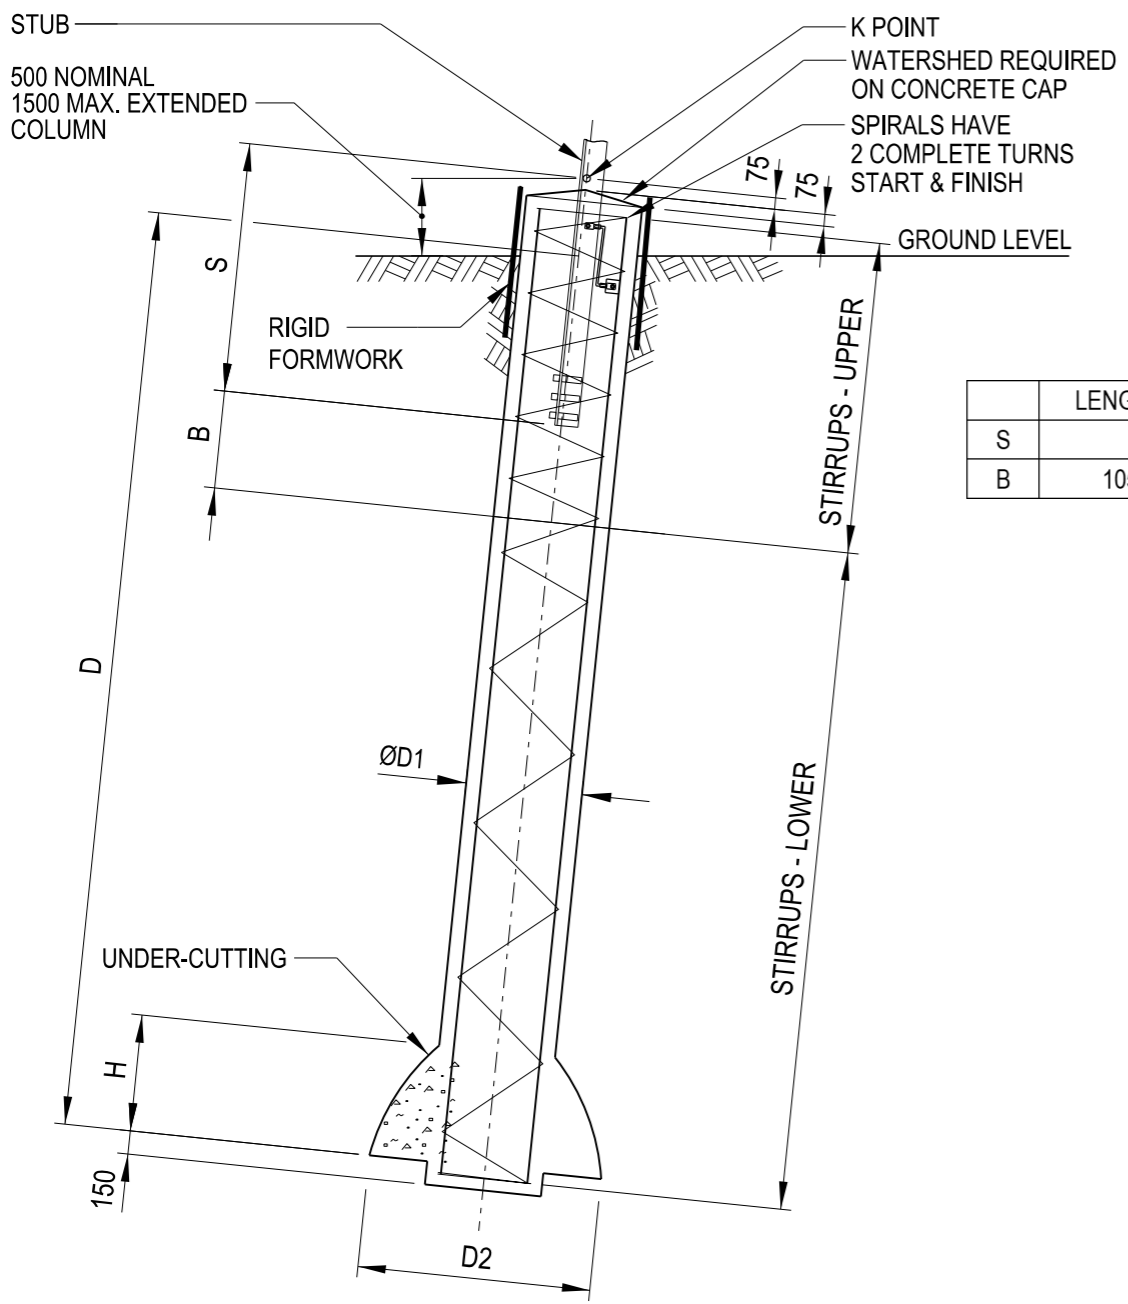 STUB
500 NOMINAL
1500 MAX. EXTENDED
COLUMN
K POINT
WATERSHED REQUIRED
ON CONCRETE CAP
SPIRALS HAVE
2 COMPLETE TURNS
START & FINISH
75
75
GROUND LEVEL
S
RIGID
FORMWORK
B
STIRRUPS - UPPER
S
B
D
ØD1
STIRRUPS - LOWER
UNDER-CUTTING
H
150
D2